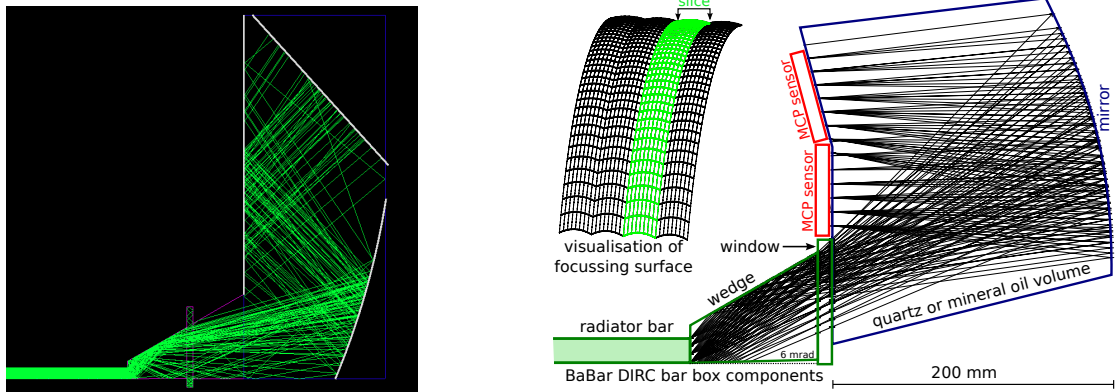 slice
MCP sensor
MCP sensor
mirror
visualisation of
focussing surface
window
wedge
quartz or mineral oil volume
radiator bar
6 mrad
BaBar DIRC bar box components
200 mm